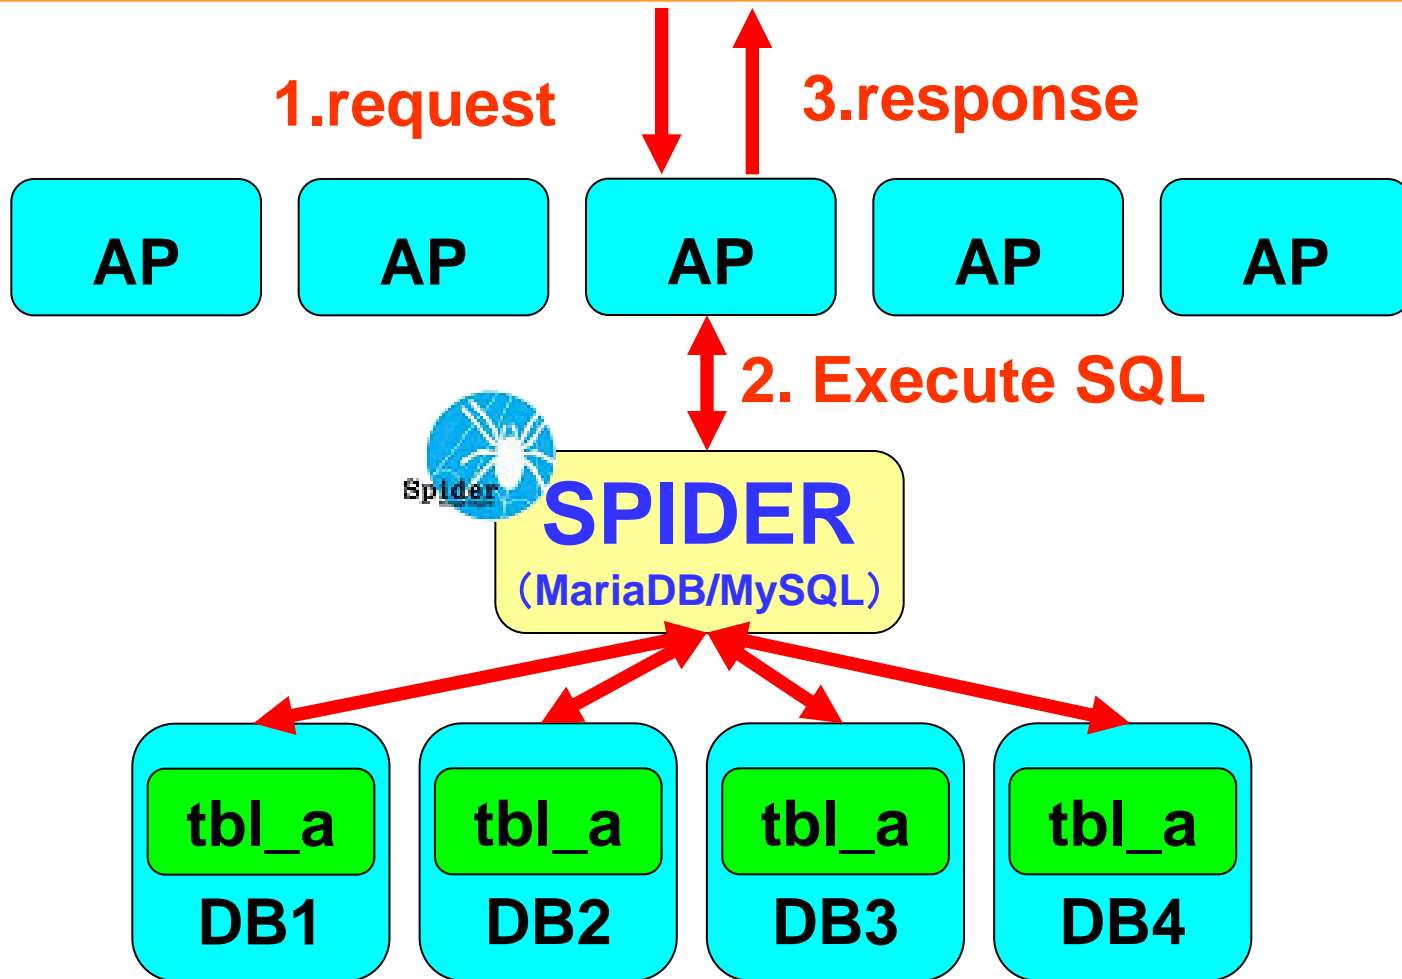 1.request
3.response
AP
AP
AP
AP
AP
2. Execute SQL
Spider
SPIDER
（MariaDB/MySQL）
tbl_a
tbl_a
tbl_a
tbl_a
DB1
DB2
DB3
DB4